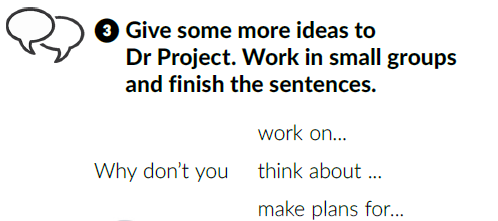 3 Give some more ideas to
Dr Project. Work in small groups
and finish the sentences.
work on...
Why don't you think about ...
make plans for...